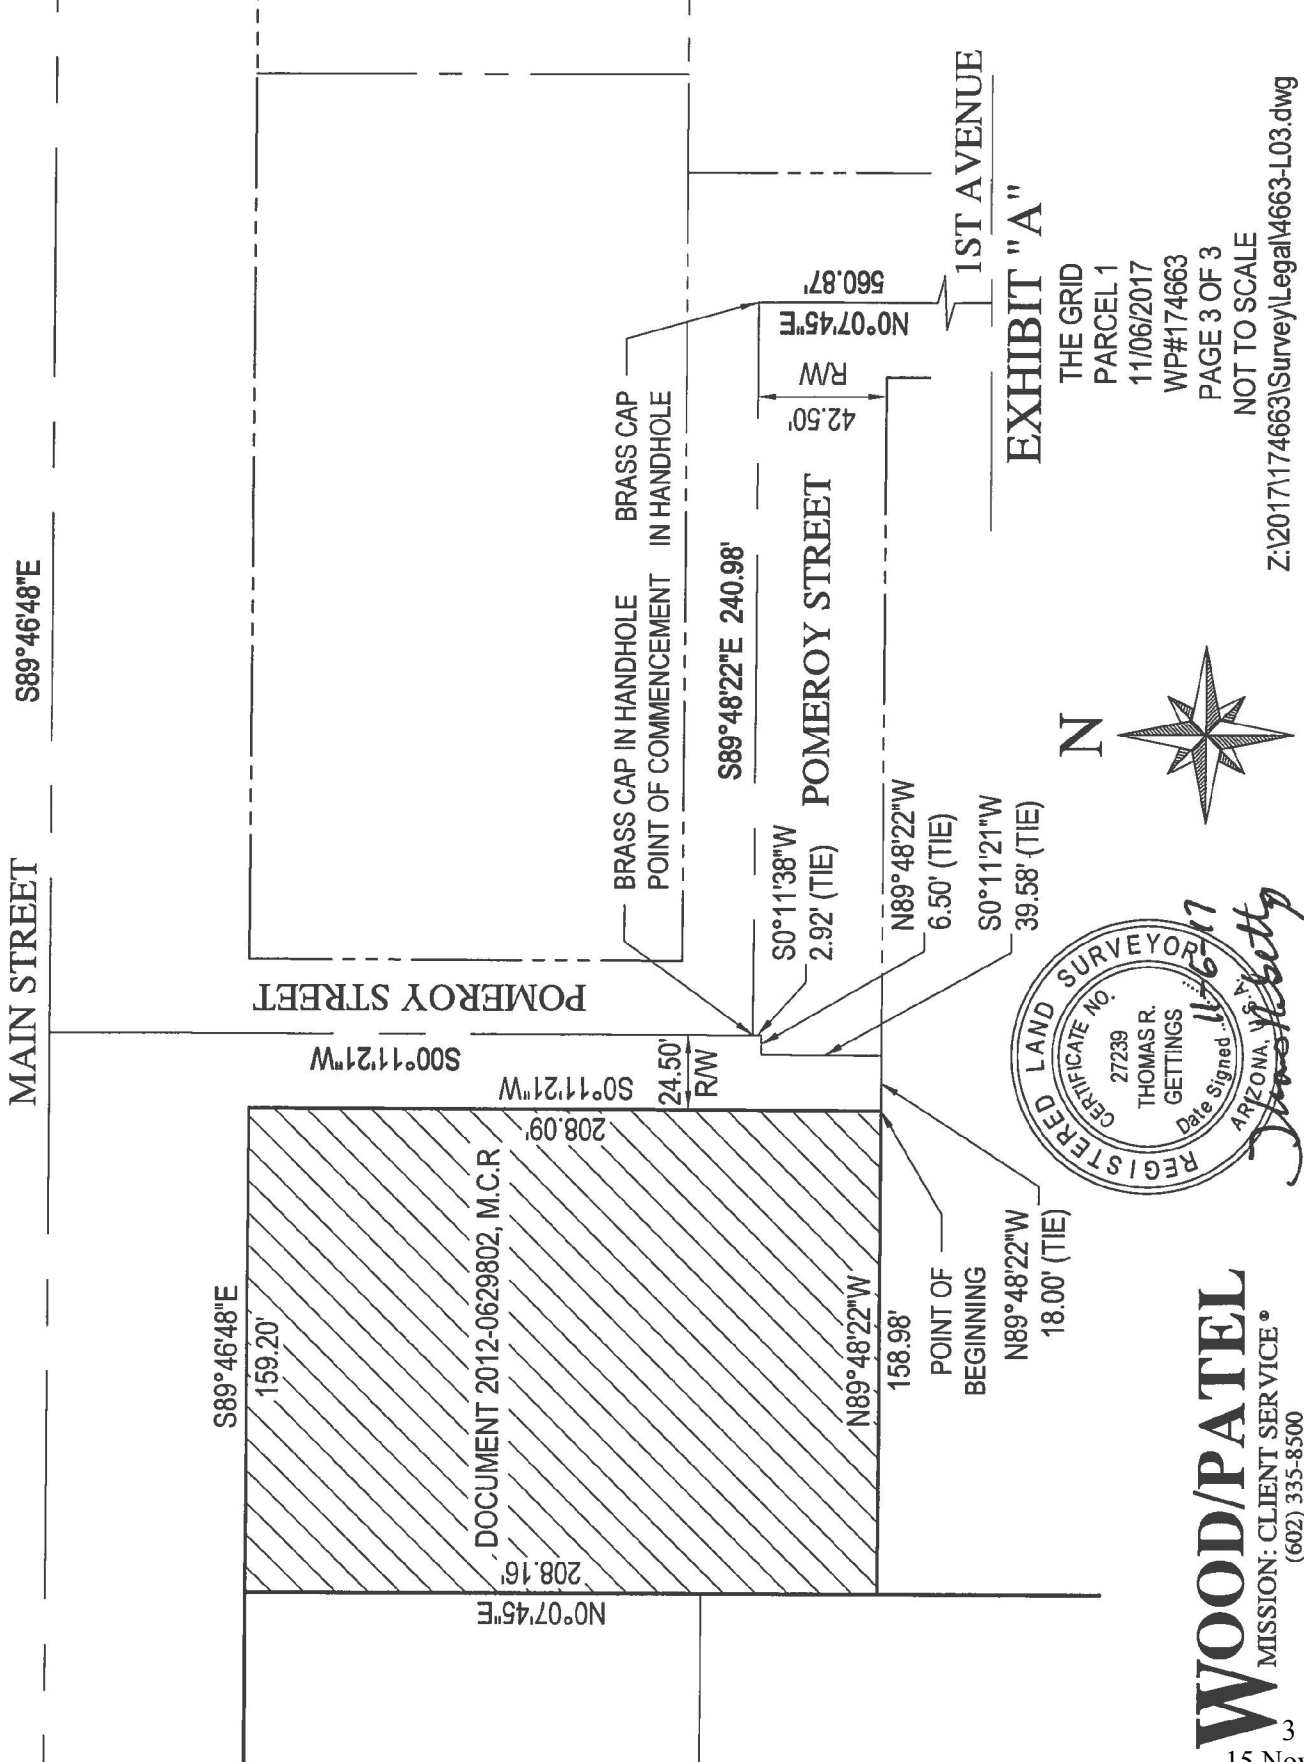 MAIN STREET
S89°46'48"E
S89°46'48"E
159.20'
DOCUMENT 2012-0629802, M.C.R
N0°07'45"E
208.16'
208.09'
S0°11'21"W
S00°11'21"W
POMEROY STREET
24.50'
R/W
BRASS CAP IN HANDHOLE
POINT OF COMMENCEMENT
BRASS CAP
IN HANDHOLE
S89°48'22"E 240.98'
POMEROY STREET
42.50'
R/W
N0°07'45"E
560.87'
1ST AVENUE
S0°11'38"W
2.92' (TIE)
N89°48'22"W
6.50' (TIE)
S0°11'21"W
39.58' (TIE)
N89°48'22"W
158.98'
POINT OF
BEGINNING
N89°48'22"W
18.00' (TIE)
EXHIBIT "A"
THE GRID
PARCEL 1
11/06/2017
WP#174663
PAGE 3 OF 3
NOT TO SCALE
Z:\2017\174663\Survey\Legal\4663-L03.dwg
N
REGISTERED LAND SURVEYOR
CERTIFICATE NO.
27239
THOMAS R.
GETTINGS
Date Signed 11-6-17
ARIZONA, U.S.A.
WOOD/PATEL
MISSION: CLIENT SERVICE®
(602) 335-8500
3